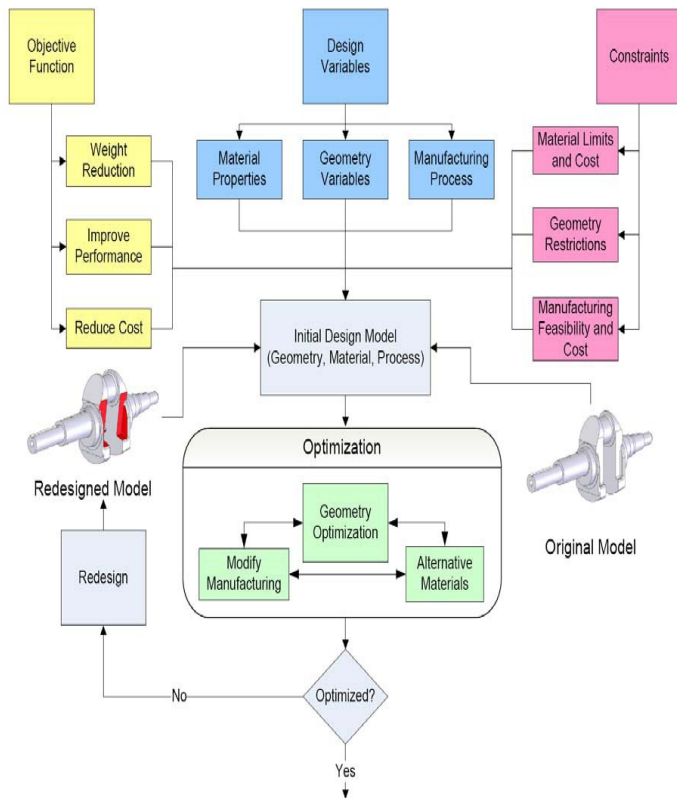 Objective
Function
Design
Variables
Constraints
Weight
Reduction
Improve
Performance
Reduce Cost
Material
Properties
Geometry
Variables
Manufacturing
Process
Material Limits
and Cost
Geometry
Restrictions
Manufacturing
Feasibility and
Cost
Initial Design Model
(Geometry, Material, Process)
Redesigned Model
Original Model
Optimization
Geometry
Optimization
Modify
Manufacturing
Alternative
Materials
Redesign
No
Optimized?
Yes